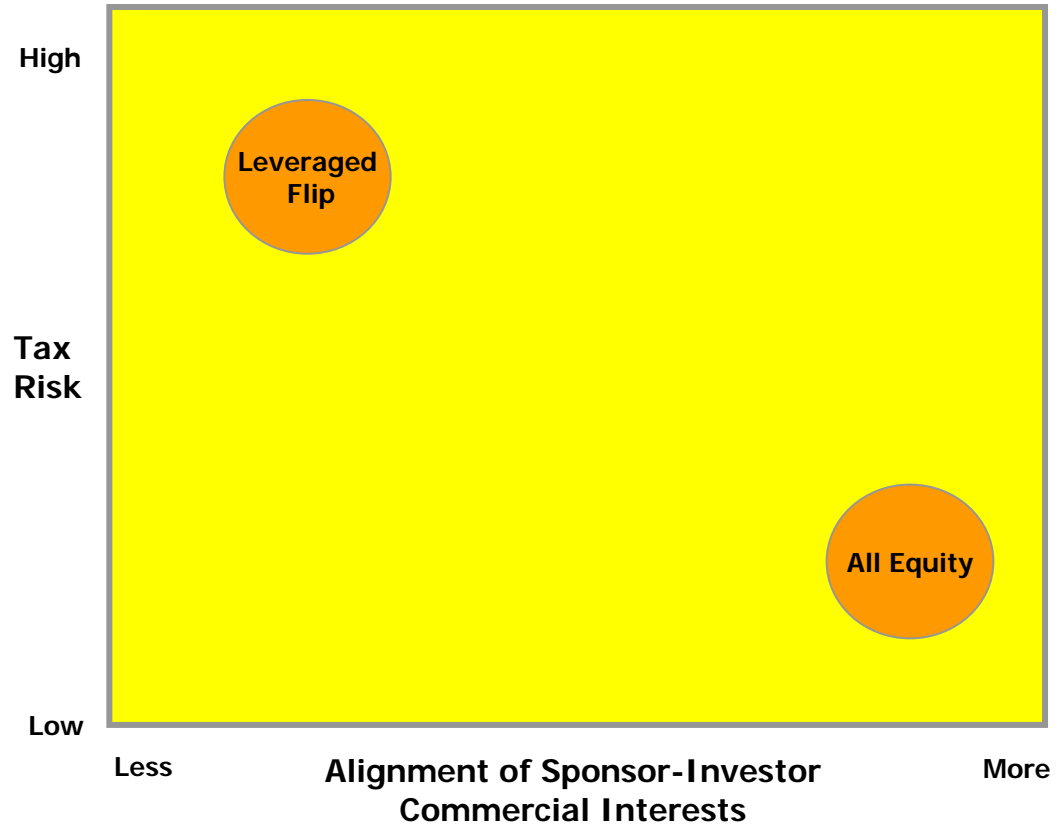 High
Leveraged
Flip
Tax
Risk
All Equity
Low
Less
Alignment of Sponsor-Investor
Commercial Interests
More